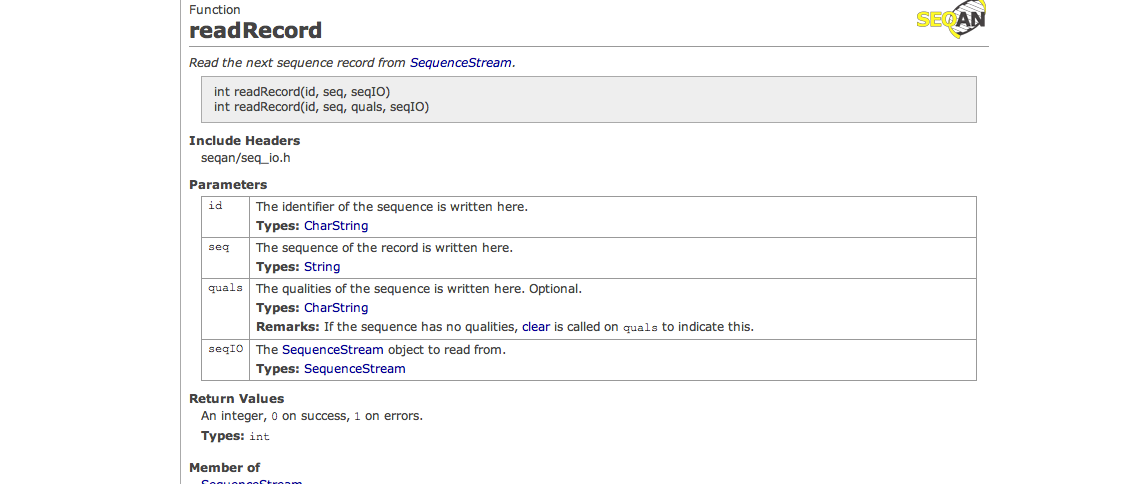 Function
SEQAN
readRecord
Read the next sequence record from SequenceStream.
int readRecord(id, seq, seqIO)
int readRecord(id, seq, quals, seqIO)
Include Headers
seqan/seq_io.h
Parameters
id The identifier of the sequence is written here.
Types: CharString
seq The sequence of the record is written here.
Types: String
quals The qualities of the sequence is written here. Optional.
Types: CharString
Remarks: If the sequence has no qualities, clear is called on quals to indicate this.
seqIO The SequenceStream object to read from.
Types: SequenceStream
Return Values
An integer, 0 on success, 1 on errors.
Types: int
Member of
SequenceStream